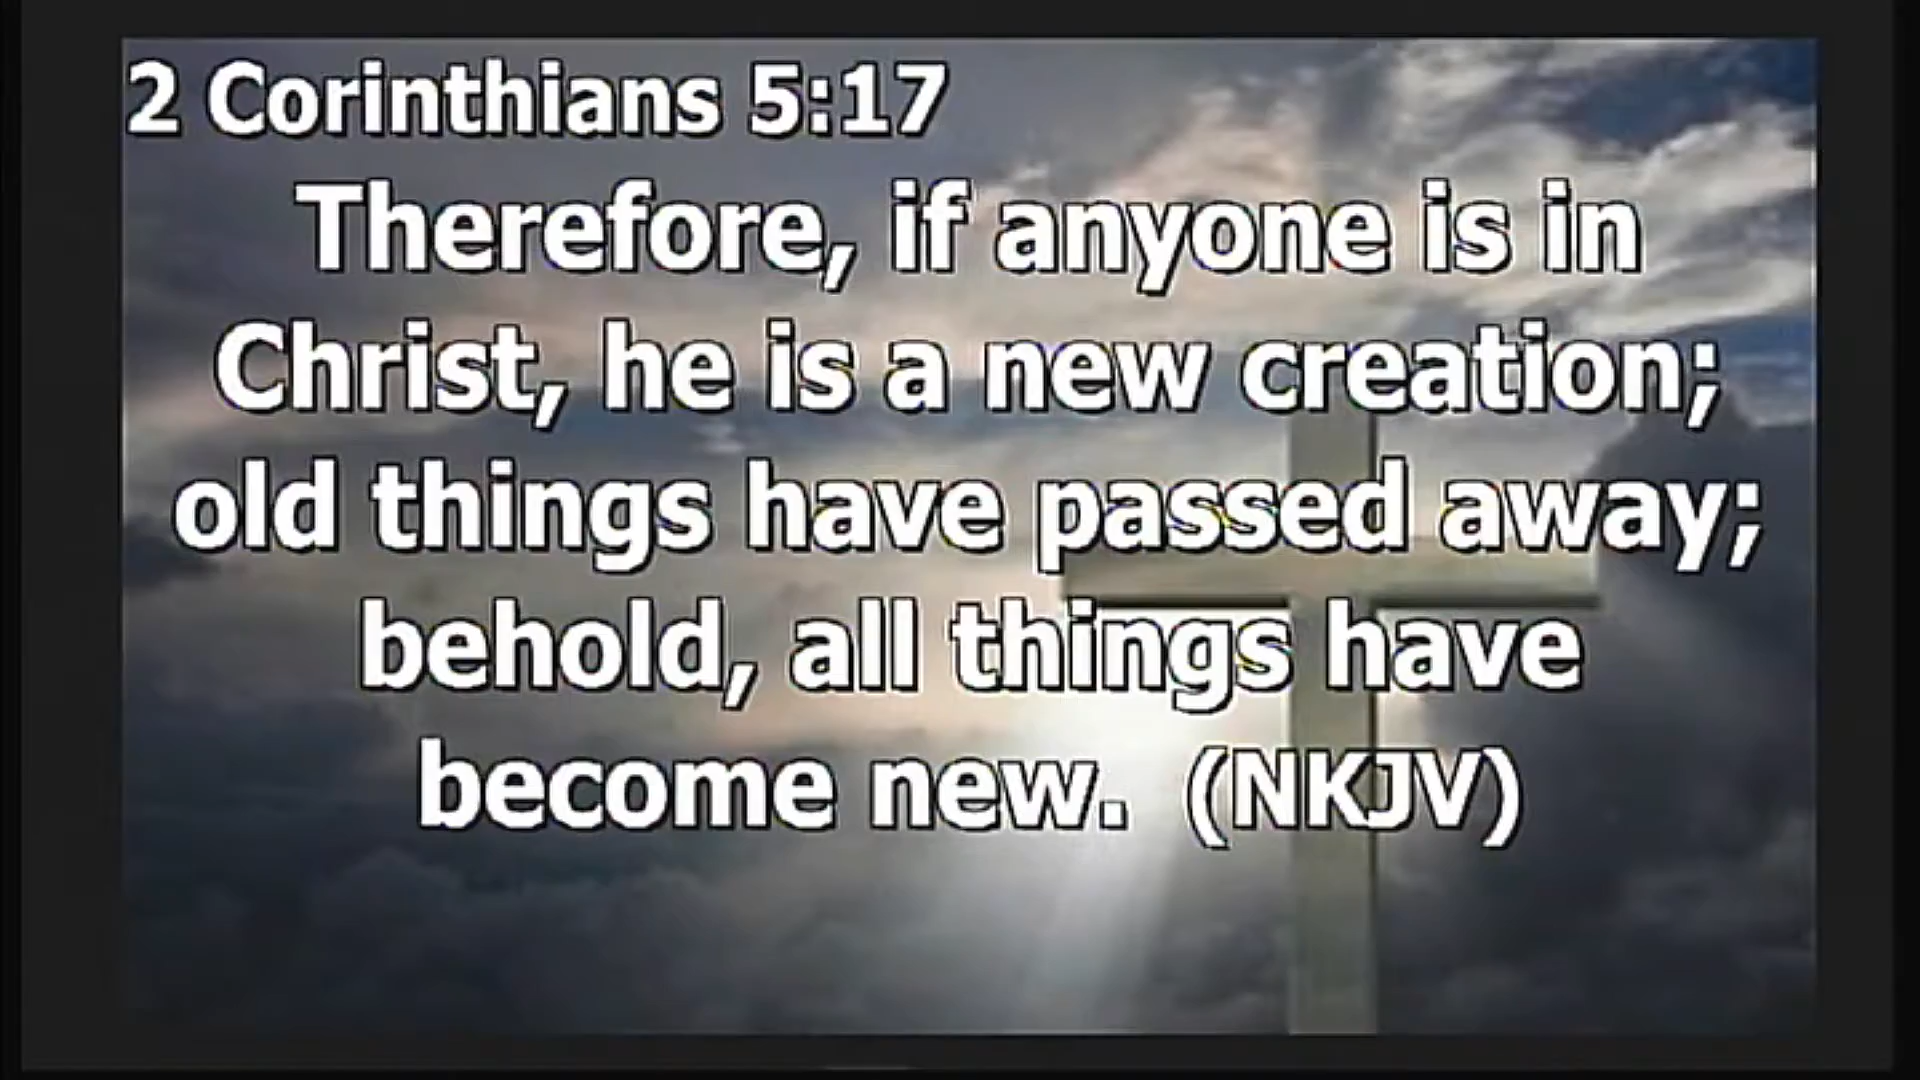 2 Corinthians 5:17
Therefore, if anyone is in
Christ, he is a new creation;
old things have passed away;
behold, all things have
become new.  (NKJV)